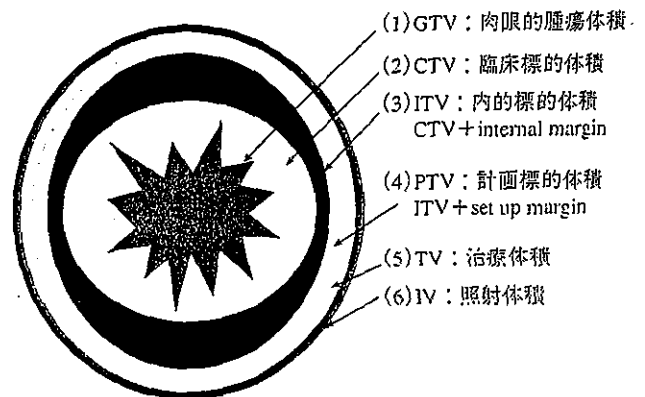 (1)GTV：肉眼的腫瘍体積
(2)CTV：臨床標的体積
(3)ITV：内的標的体積
CTV＋internal margin
(4)PTV：計画標的体積
ITV＋set up margin
(5)TV：治療体積
(6)IV：照射体積